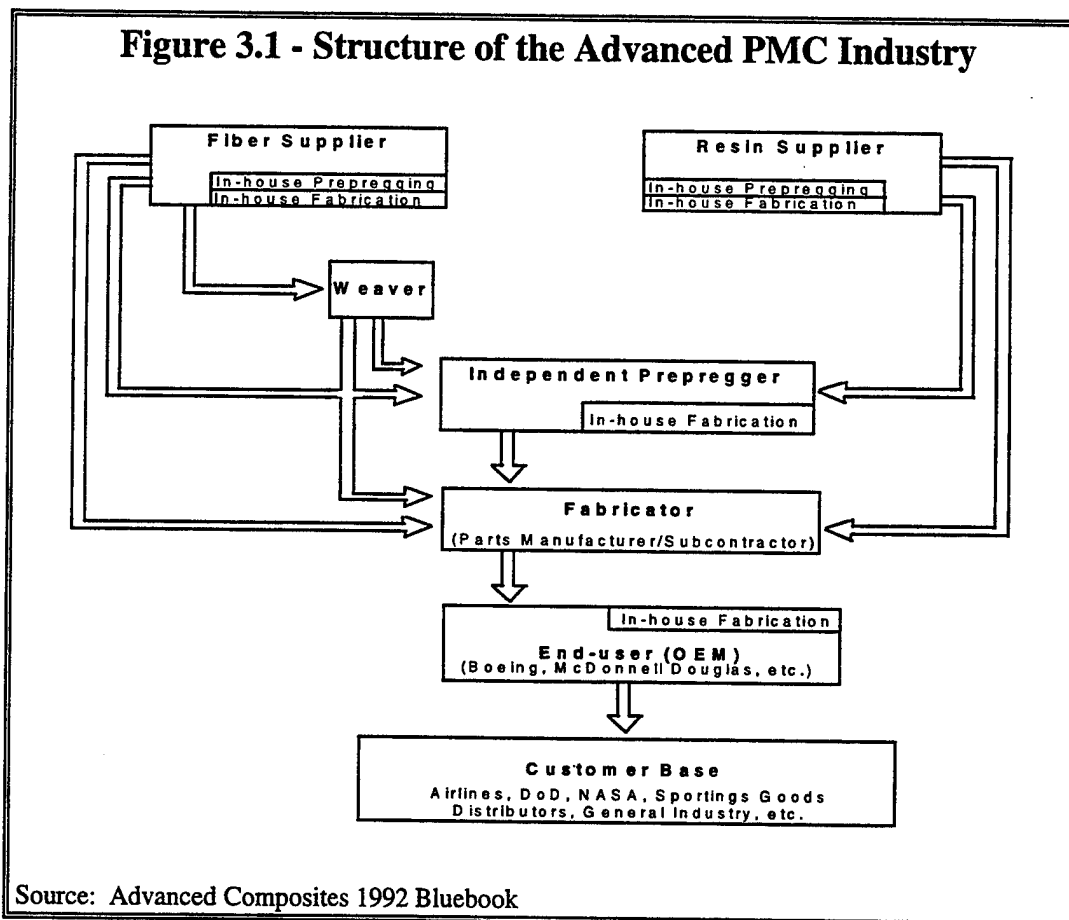 Figure 3.1 - Structure of the Advanced PMC Industry
Fiber Supplier
In-house Prepregging
In-house Fabrication
Resin Supplier
In-house Prepregging
In-house Fabrication
Weaver
Independent Prepregger
In-house Fabrication
Fabricator
(Parts Manufacturer/Subcontractor)
In-house Fabrication
End-user (OEM)
(Boeing, McDonnell Douglas, etc.)
Customer Base
Airlines, DoD, NASA, Sportings Goods
Distributors, General Industry, etc.
Source: Advanced Composites 1992 Bluebook